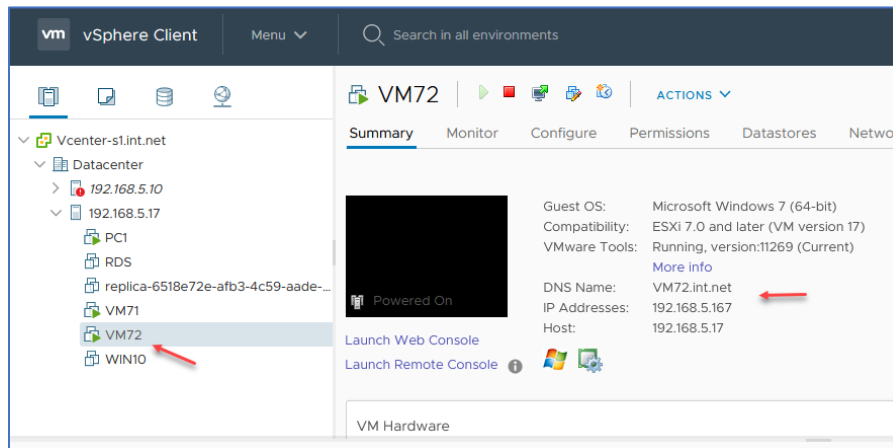 vm vSphere Client Menu Search in all environments
VM72 ACTIONS
Summary Monitor Configure Permissions Datastores Netwo
Vcenter-s1.int.net
Datacenter
192.168.5.10
192.168.5.17
PC1
RDS
replica-6518e72e-afb3-4c59-aade-...
VM71
VM72
WIN10
Powered On
Launch Web Console
Launch Remote Console
Guest OS: Microsoft Windows 7 (64-bit)
Compatibility: ESXi 7.0 and later (VM version 17)
VMware Tools: Running, version:11269 (Current)
More info
DNS Name: VM72.int.net
IP Addresses: 192.168.5.167
Host: 192.168.5.17
VM Hardware